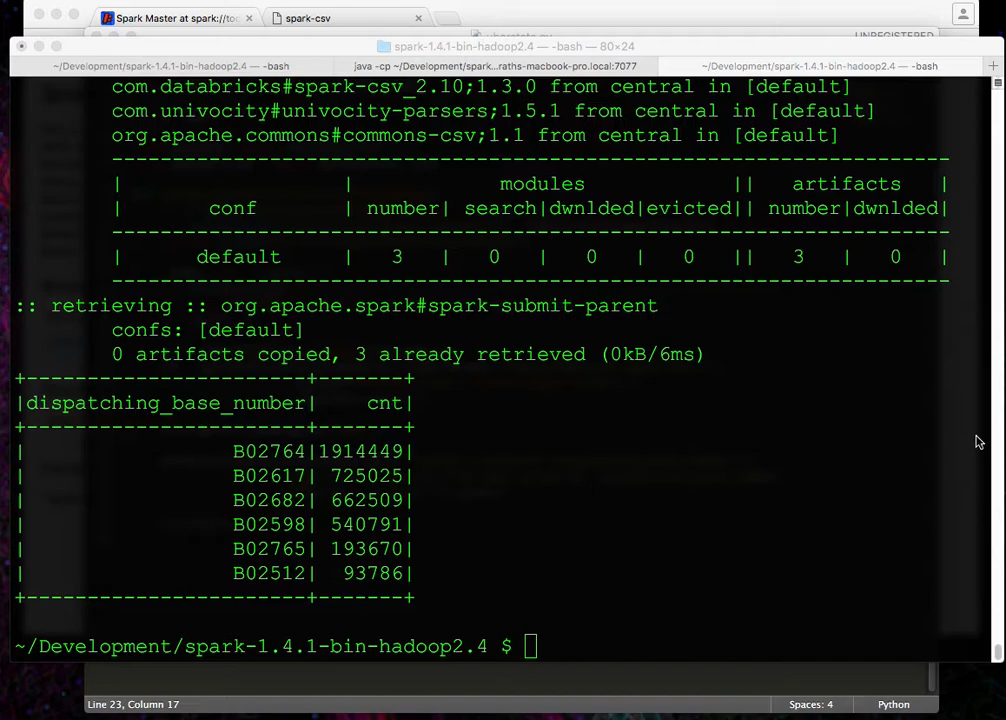 Spark Master at spark://too
spark-csv
UNREGISTERED
spark-1.4.1-bin-hadoop2.4 — -bash — 80×24
~/Development/spark-1.4.1-bin-hadoop2.4 — -bash
java -cp ~/Development/spark...raths-macbook-pro.local:7077
~/Development/spark-1.4.1-bin-hadoop2.4 — -bash
com.databricks#spark-csv_2.10;1.3.0 from central in [default]
com.univocity#univocity-parsers;1.5.1 from central in [default]
org.apache.commons#commons-csv;1.1 from central in [default]
---------------------------------------------------------------------
|                  |            modules            ||   artifacts   |
|       conf       | number| search|dwnlded|evicted|| number|dwnlded|
---------------------------------------------------------------------
|      default     |   3   |   0   |   0   |   0   ||   3   |   0   |
---------------------------------------------------------------------
:: retrieving :: org.apache.spark#spark-submit-parent
confs: [default]
0 artifacts copied, 3 already retrieved (0kB/6ms)
+-----------------------+-------+
|dispatching_base_number|    cnt|
+-----------------------+-------+
|                 B02764|1914449|
|                 B02617| 725025|
|                 B02682| 662509|
|                 B02598| 540791|
|                 B02765| 193670|
|                 B02512|  93786|
+-----------------------+-------+
~/Development/spark-1.4.1-bin-hadoop2.4 $
Line 23, Column 17
Spaces: 4
Python